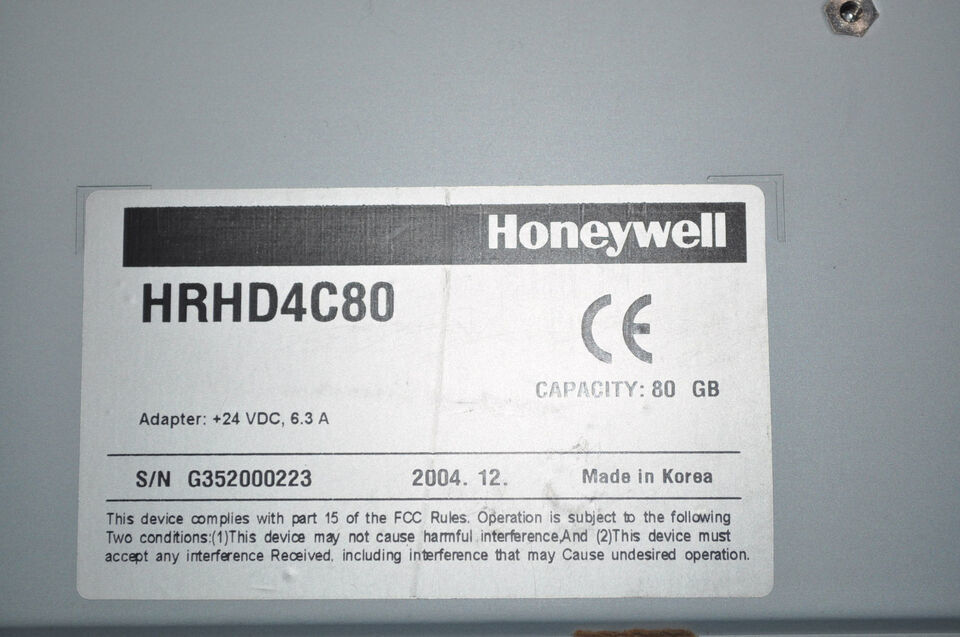 Honeywell
HRHD4C80
CE
CAPACITY: 80 GB
Adapter: +24 VDC, 6.3 A
S/N G352000223 2004. 12. Made in Korea
This device complies with part 15 of the FCC Rules. Operation is subject to the following
Two conditions:(1)This device may not cause harmful interference,And (2)This device must
accept any interference Received, including interference that may Cause undesired operation.